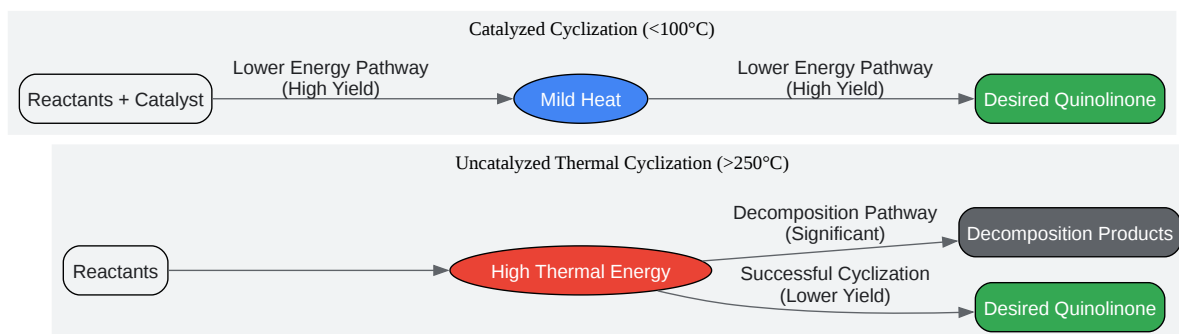 Catalyzed Cyclization (<100°C)
Lower Energy Pathway
(High Yield)
Lower Energy Pathway
(High Yield)
Reactants + Catalyst
Mild Heat
Desired Quinolinone
Uncatalyzed Thermal Cyclization (>250°C)
Decomposition Pathway
(Significant)
Decomposition Products
Reactants
High Thermal Energy
Successful Cyclization
(Lower Yield)
Desired Quinolinone